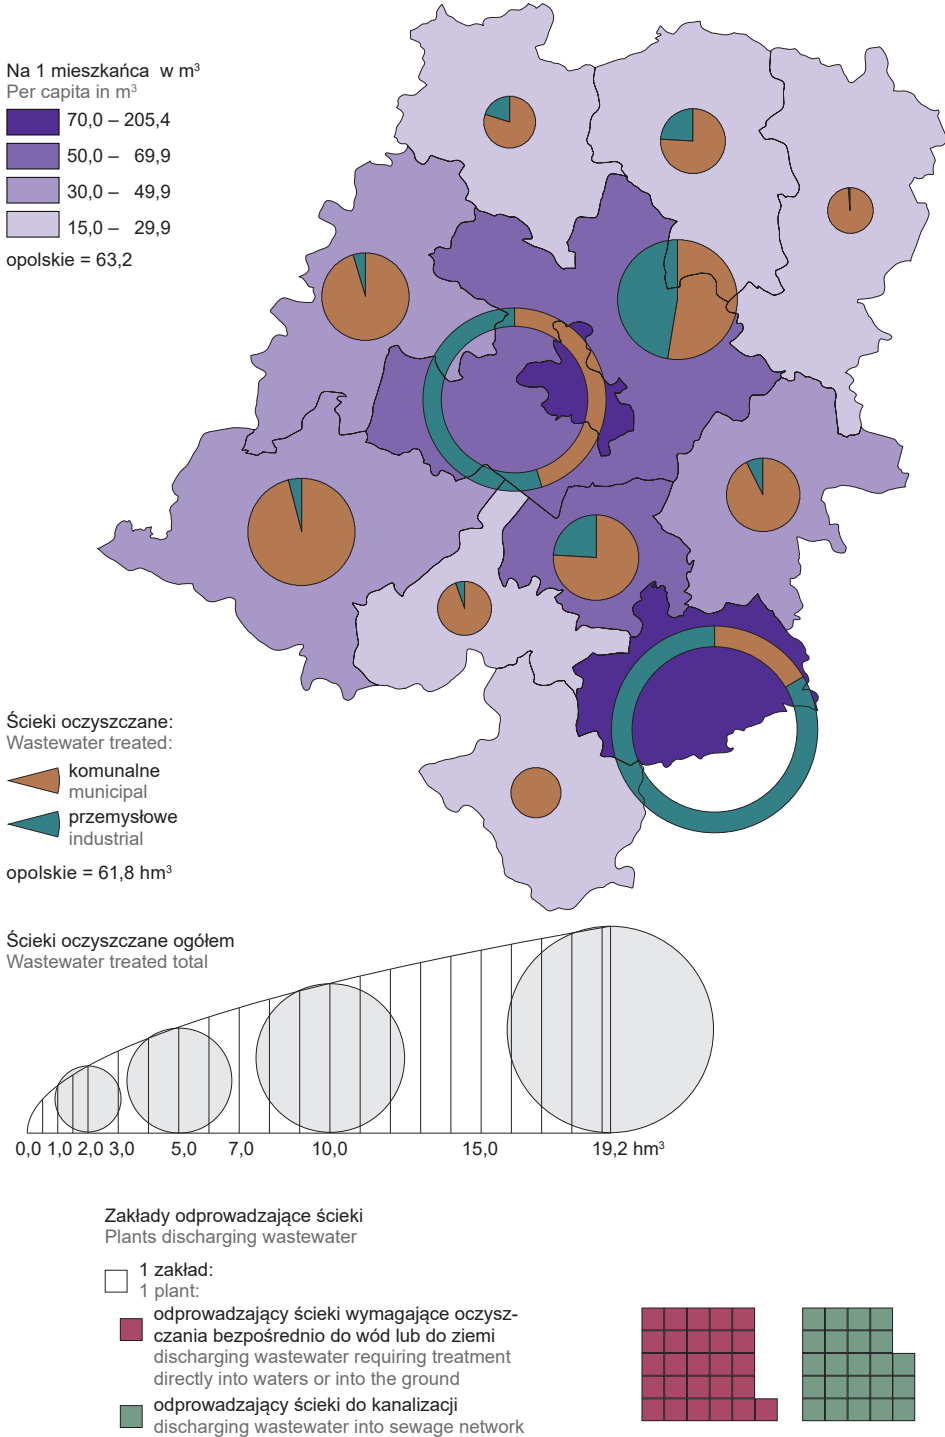 Na 1 mieszkańca w m³
Per capita in m³
70,0 – 205,4
50,0 – 69,9
30,0 – 49,9
15,0 – 29,9
opolskie = 63,2
Ścieki oczyszczane:
Wastewater treated:
komunalne
municipal
przemysłowe
industrial
opolskie = 61,8 hm³
Ścieki oczyszczane ogółem
Wastewater treated total
0,0 1,0 2,0 3,0 5,0 7,0 10,0 15,0 19,2 hm³
Zakłady odprowadzające ścieki
Plants discharging wastewater
1 zakład:
1 plant:
odprowadzający ścieki wymagające oczysz-
czania bezpośrednio do wód lub do ziemi
discharging wastewater requiring treatment
directly into waters or into the ground
odprowadzający ścieki do kanalizacji
discharging wastewater into sewage network